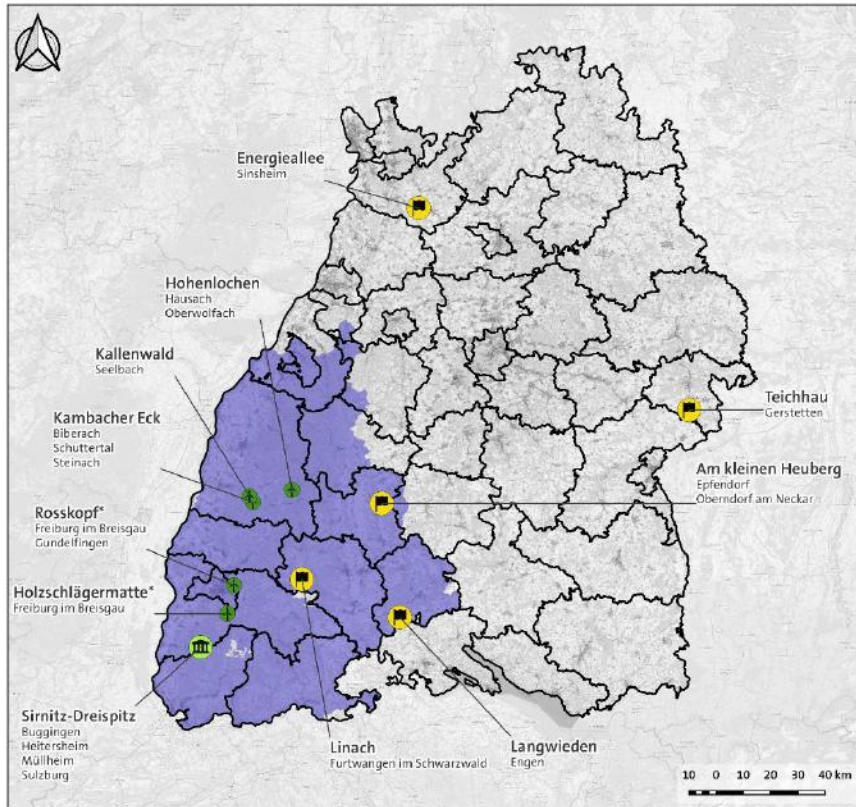 Energieallee
Sinsheim
Hohenlochen
Hausach
Oberwolfach
Kallenwald
Seelbach
Kambacher Eck
Biberach
Schuttertal
Steinach
Rosskopf*
Freiburg im Breisgau
Gundelfingen
Holzschlägermatte*
Freiburg im Breisgau
Sirnitz-Dreispitz
Buggingen
Heitersheim
Müllheim
Sulzburg
Teichhau
Gerstetten
Am kleinen Heuberg
Epfendorf
Oberndorf am Neckar
Linach
Furtwangen im Schwarzwald
Langwieden
Engen
10 0 10 20 30 40 km